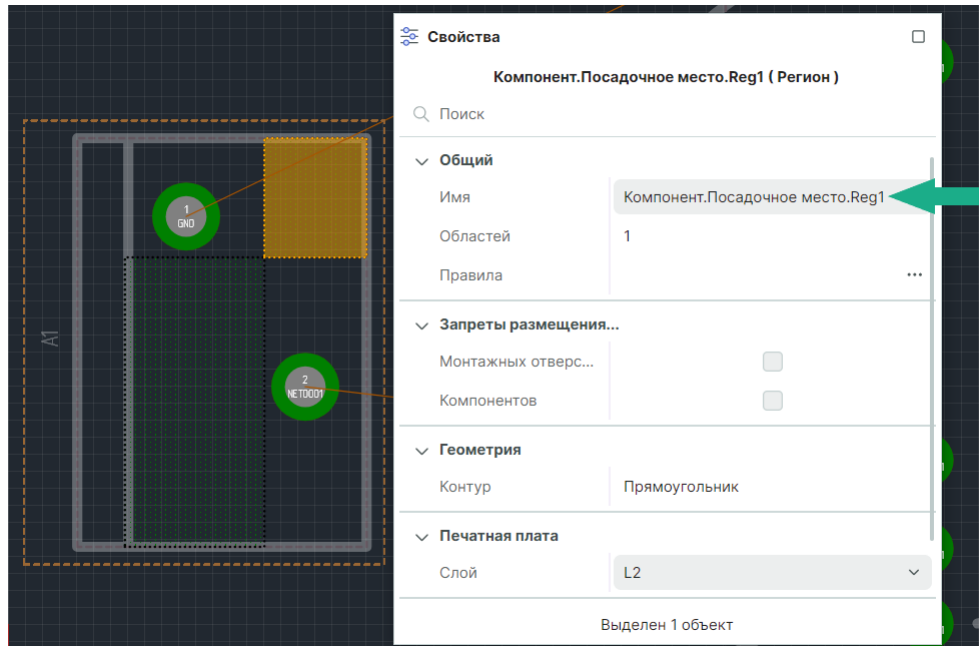 Свойства
Компонент.Посадочное место.Reg1 ( Регион )
Поиск
Общий
Имя Компонент.Посадочное место.Reg1
Областей 1
Правила ...
Запреты размещения...
Монтажных отверс...
Компонентов
Геометрия
Контур Прямоугольник
Печатная плата
Слой L2
Выделен 1 объект
1
GND
A1
2
NET0001